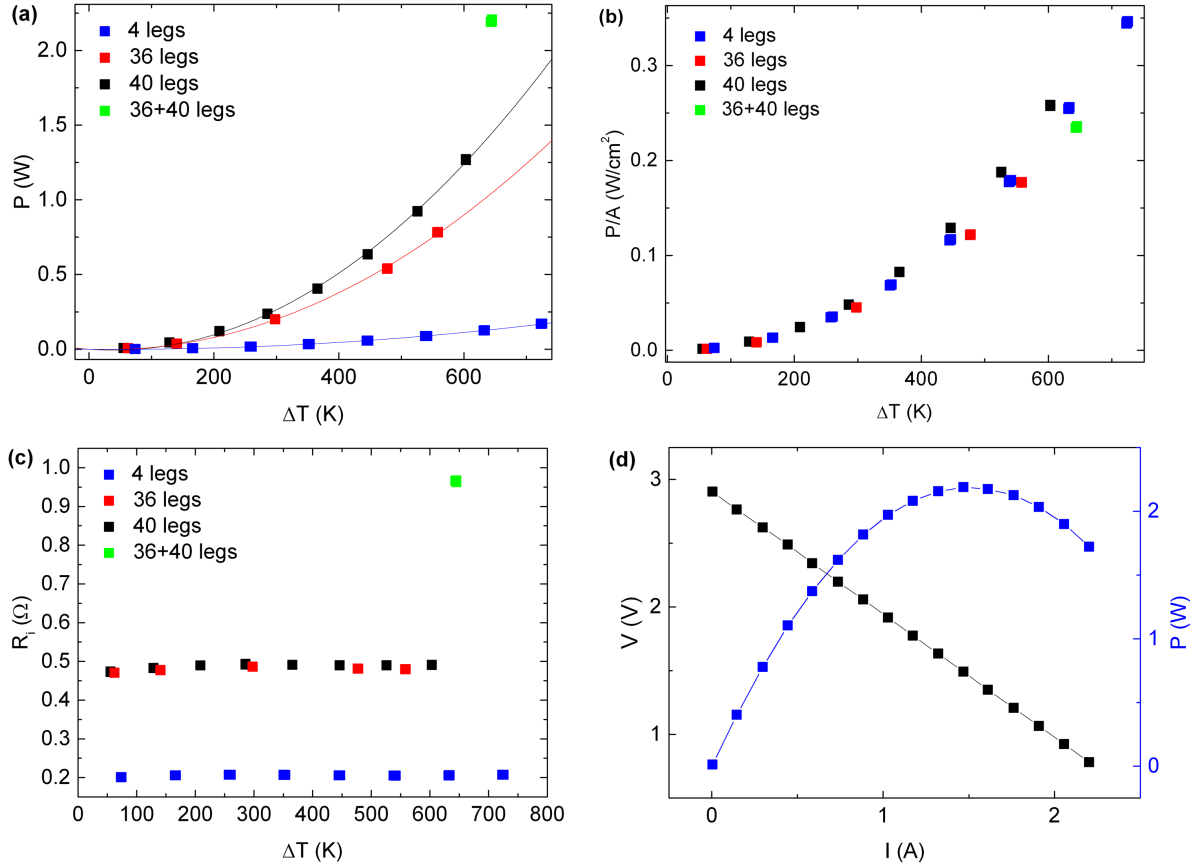 (a)
4 legs
36 legs
40 legs
36+40 legs
P (W)
2.0
1.5
1.0
0.5
0.0
0 200 400 600
ΔT (K)
(b)
4 legs
36 legs
40 legs
36+40 legs
P/A (W/cm²)
0.3
0.2
0.1
0.0
0 200 400 600
ΔT (K)
(c)
4 legs
36 legs
40 legs
36+40 legs
Rᵢ (Ω)
1.0
0.9
0.8
0.7
0.6
0.5
0.4
0.3
0.2
0 100 200 300 400 500 600 700 800
ΔT (K)
(d)
V (V)
3
2
1
0 1 2
I (A)
2
1
0
P (W)